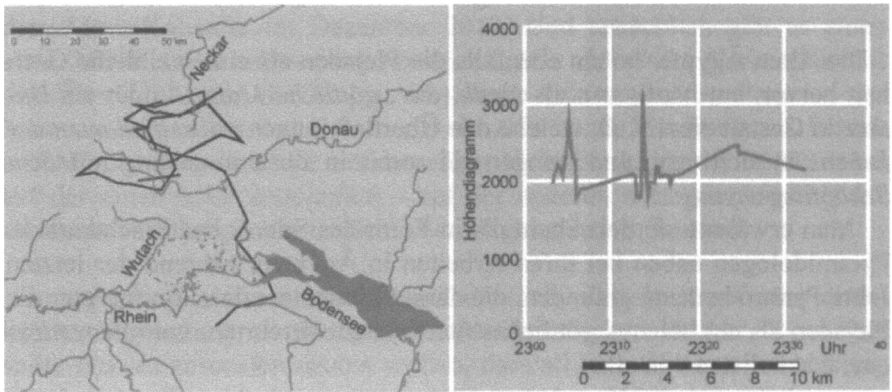 0 10 20 30 40 50 km
Neckar
Donau
Wutach
Rhein
Bodensee
Höhendiagramm
4000
3000
2000
1000
0
23⁰⁰ 23¹⁰ 23²⁰ 23³⁰ Uhr ⁴⁰
0 2 4 6 8 10 km